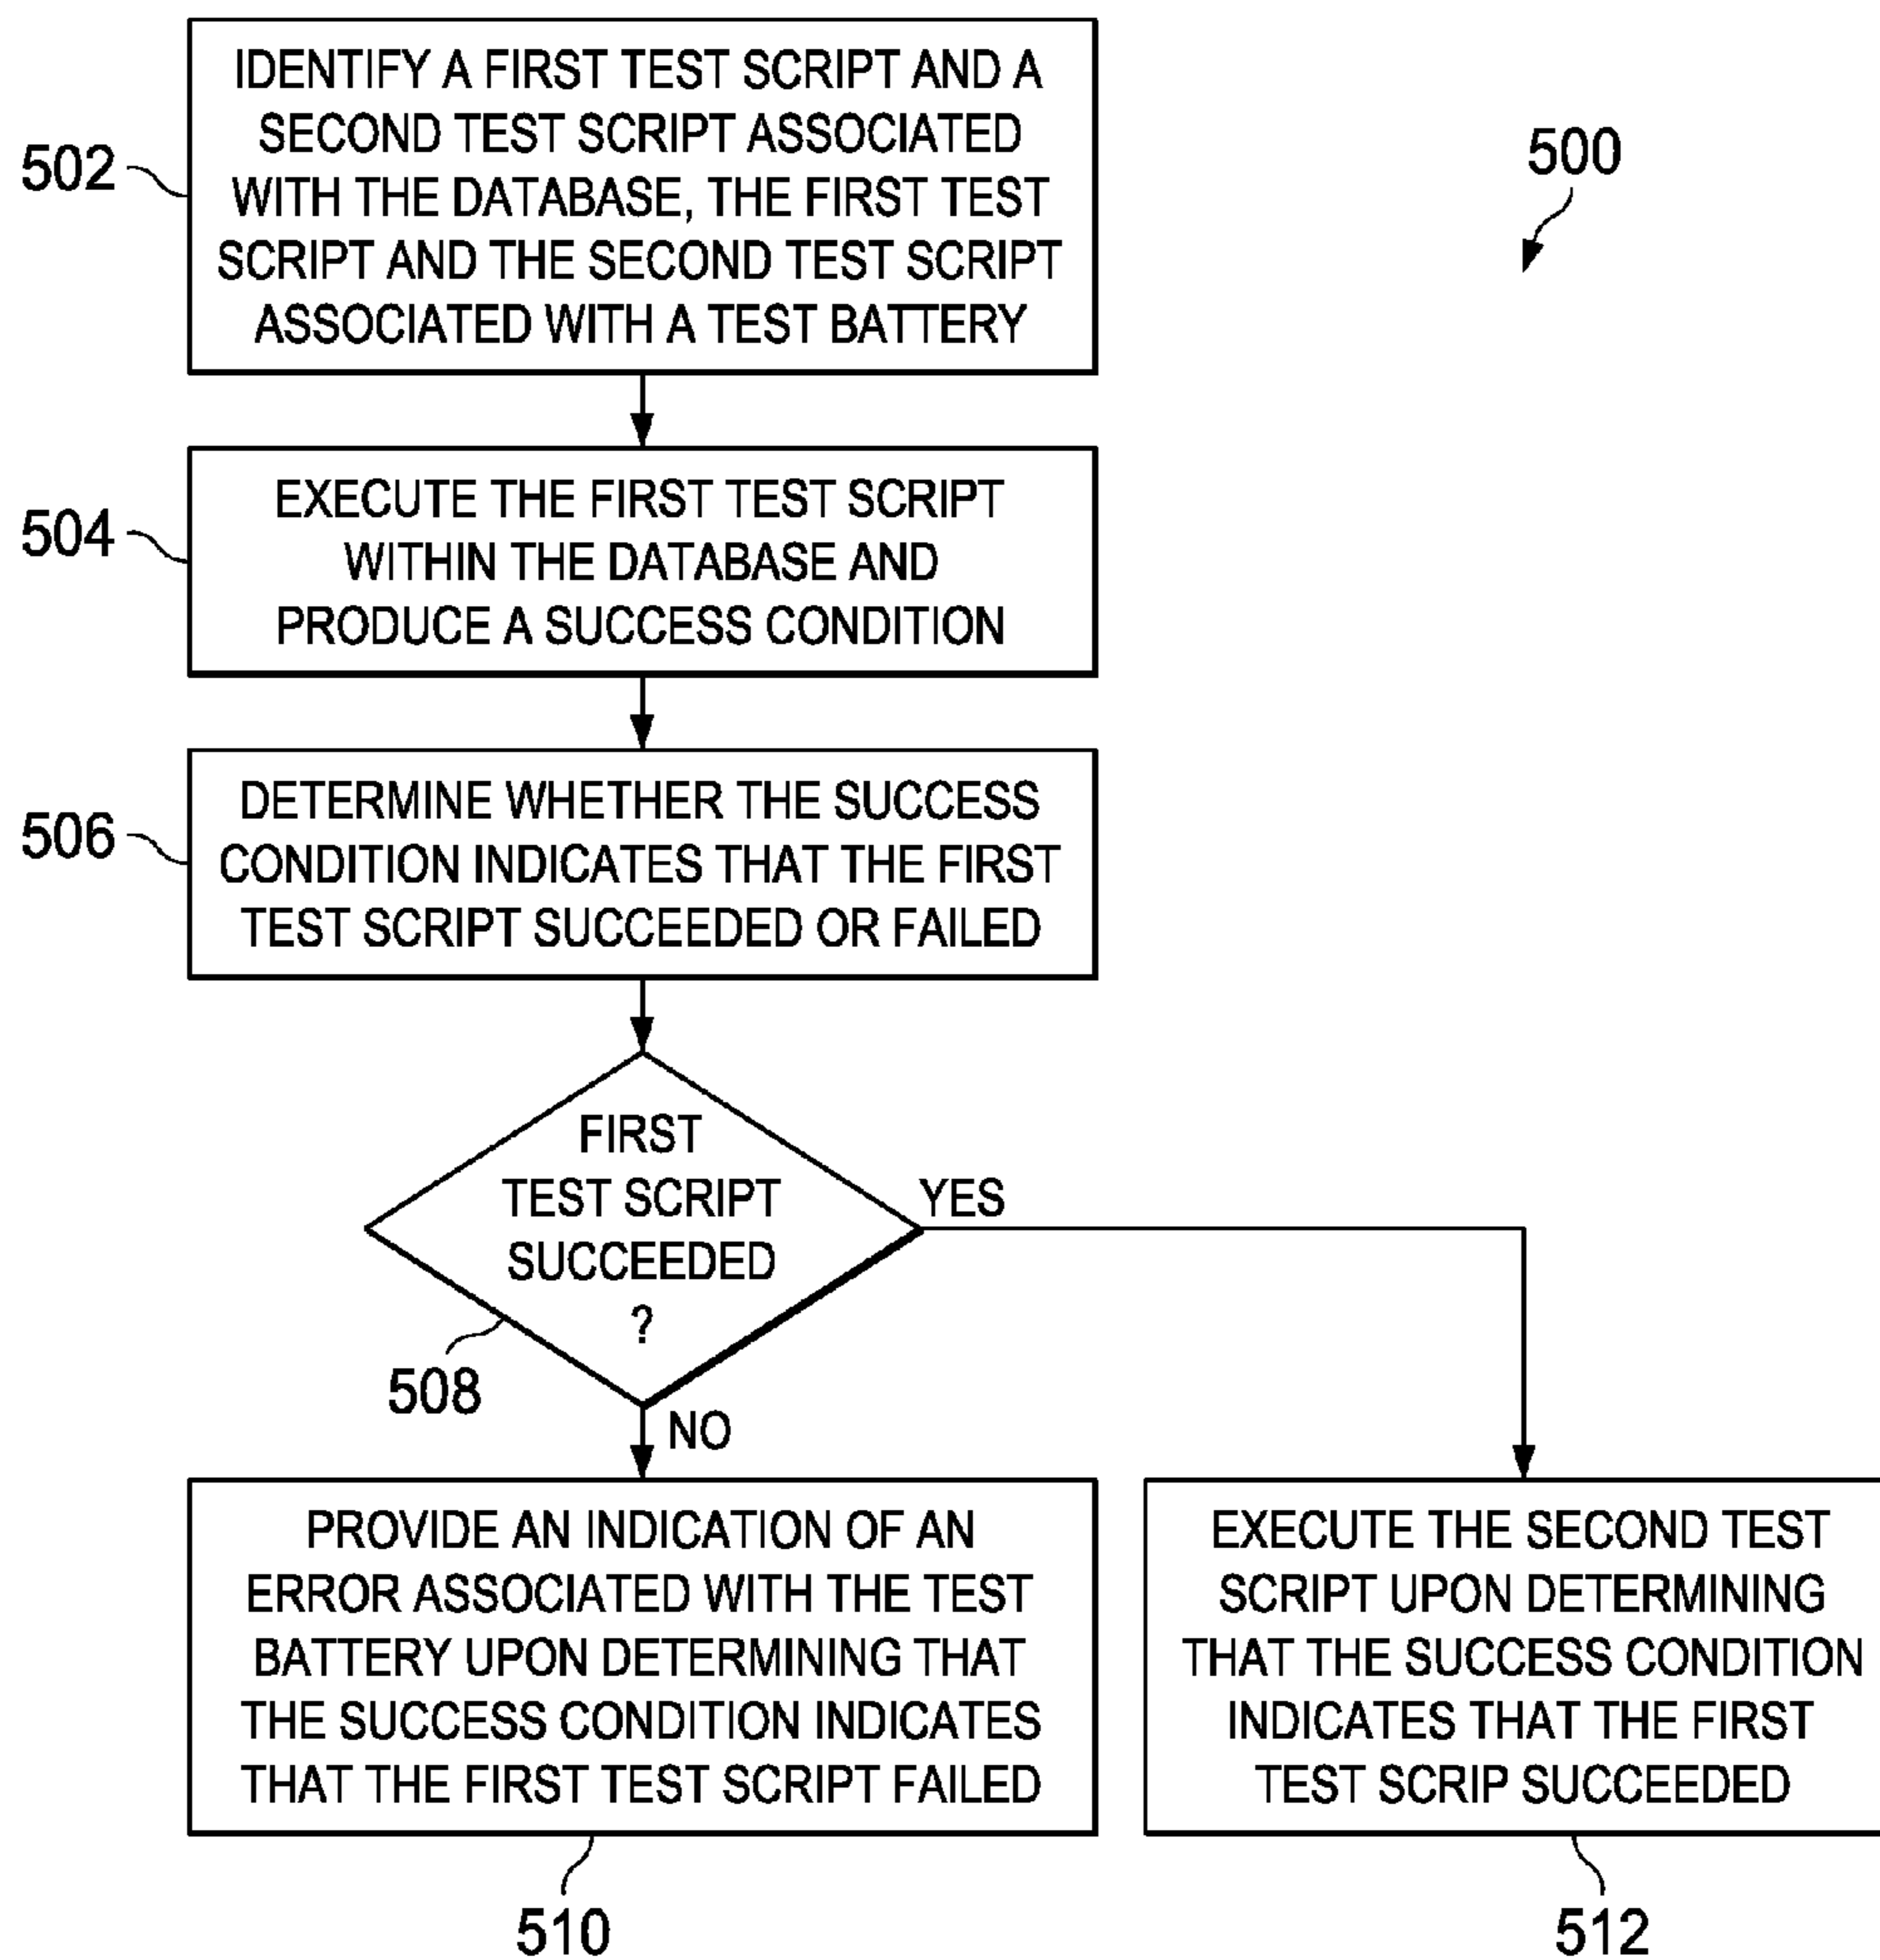 IDENTIFY A FIRST TEST SCRIPT AND A
SECOND TEST SCRIPT ASSOCIATED
WITH THE DATABASE, THE FIRST TEST
SCRIPT AND THE SECOND TEST SCRIPT
ASSOCIATED WITH A TEST BATTERY
502
500
EXECUTE THE FIRST TEST SCRIPT
WITHIN THE DATABASE AND
PRODUCE A SUCCESS CONDITION
504
DETERMINE WHETHER THE SUCCESS
CONDITION INDICATES THAT THE FIRST
TEST SCRIPT SUCCEEDED OR FAILED
506
FIRST
TEST SCRIPT
SUCCEEDED
?
YES
508
NO
PROVIDE AN INDICATION OF AN
ERROR ASSOCIATED WITH THE TEST
BATTERY UPON DETERMINING THAT
THE SUCCESS CONDITION INDICATES
THAT THE FIRST TEST SCRIPT FAILED
510
EXECUTE THE SECOND TEST
SCRIPT UPON DETERMINING
THAT THE SUCCESS CONDITION
INDICATES THAT THE FIRST
TEST SCRIP SUCCEEDED
512